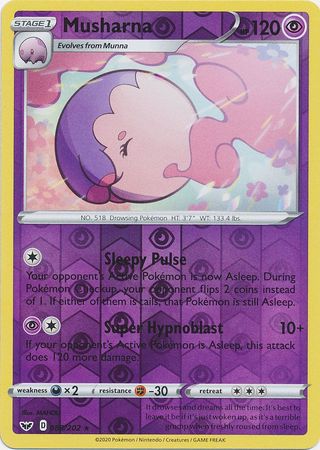 STAGE 1
Musharna
HP 120
Evolves from Munna
NO. 518 Drowsing Pokémon HT: 3'7" WT: 133.4 lbs.
Sleepy Pulse
Your opponent's Active Pokémon is now Asleep. During
Pokémon Checkup, your opponent flips 2 coins instead
of 1. If either of them is tails, that Pokémon is still Asleep.
Super Hypnoblast 10+
If your opponent's Active Pokémon is Asleep, this attack
does 120 more damage.
weakness ×2 resistance -30 retreat
Illus.
D /202 ★
It drowses and dreams all the time. It's best to
leave it be if it's just woken up, as it's a terrible
grump when freshly roused from sleep.
©2020 Pokémon / Nintendo / Creatures / GAME FREAK